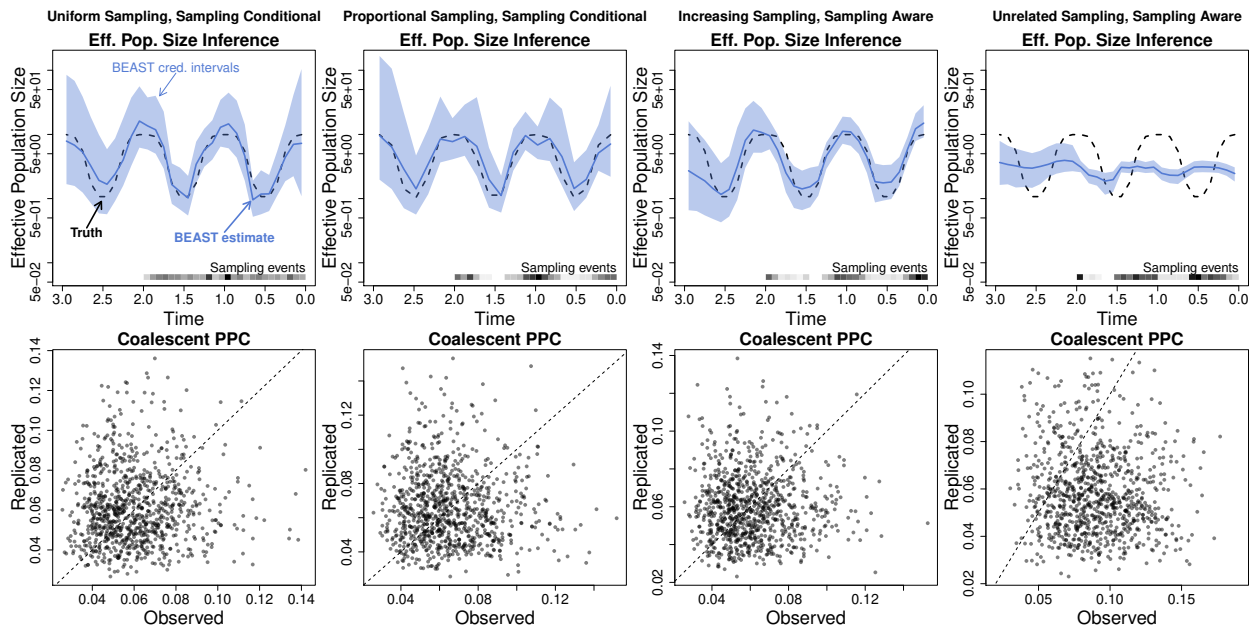 Uniform Sampling, Sampling Conditional
Eff. Pop. Size Inference
BEAST cred. intervals
Truth
BEAST estimate
Sampling events
Effective Population Size
5e+01
5e+00
5e-01
5e-02
3.0 2.5 2.0 1.5 1.0 0.5 0.0
Time
Proportional Sampling, Sampling Conditional
Eff. Pop. Size Inference
Sampling events
Effective Population Size
5e+01
5e+00
5e-01
5e-02
3.0 2.5 2.0 1.5 1.0 0.5 0.0
Time
Increasing Sampling, Sampling Aware
Eff. Pop. Size Inference
Sampling events
Effective Population Size
5e+01
5e+00
5e-01
5e-02
3.0 2.5 2.0 1.5 1.0 0.5 0.0
Time
Unrelated Sampling, Sampling Aware
Eff. Pop. Size Inference
Sampling events
Effective Population Size
5e+01
5e+00
5e-01
5e-02
3.0 2.5 2.0 1.5 1.0 0.5 0.0
Time
Coalescent PPC
Replicated
0.14
0.12
0.10
0.08
0.06
0.04
0.04 0.06 0.08 0.10 0.12 0.14
Observed
Coalescent PPC
Replicated
0.12
0.08
0.04
0.04 0.08 0.12
Observed
Coalescent PPC
Replicated
0.14
0.10
0.06
0.02
0.04 0.08 0.12
Observed
Coalescent PPC
Replicated
0.10
0.08
0.06
0.04
0.02
0.05 0.10 0.15
Observed